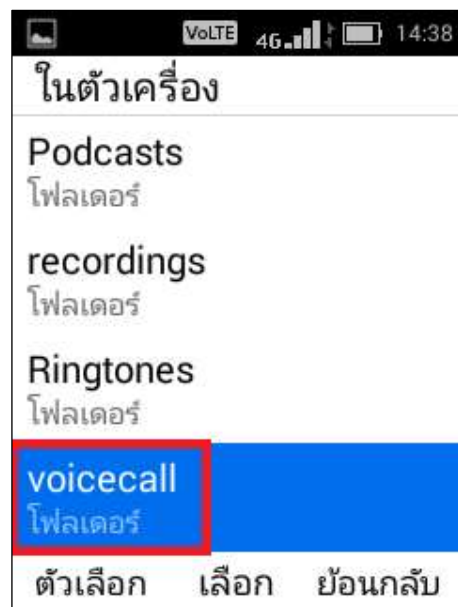 VoLTE 4G 14:38
ในตัวเครื่อง
Podcasts
โฟลเดอร์
recordings
โฟลเดอร์
Ringtones
โฟลเดอร์
voicecall
โฟลเดอร์
ตัวเลือก เลือก ย้อนกลับ